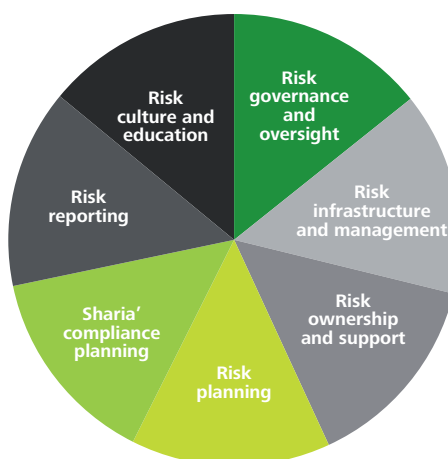 Risk
governance
and
oversight
Risk
infrastructure
and management
Risk
ownership
and support
Risk
planning
Sharia’
compliance
planning
Risk
reporting
Risk
culture and
education